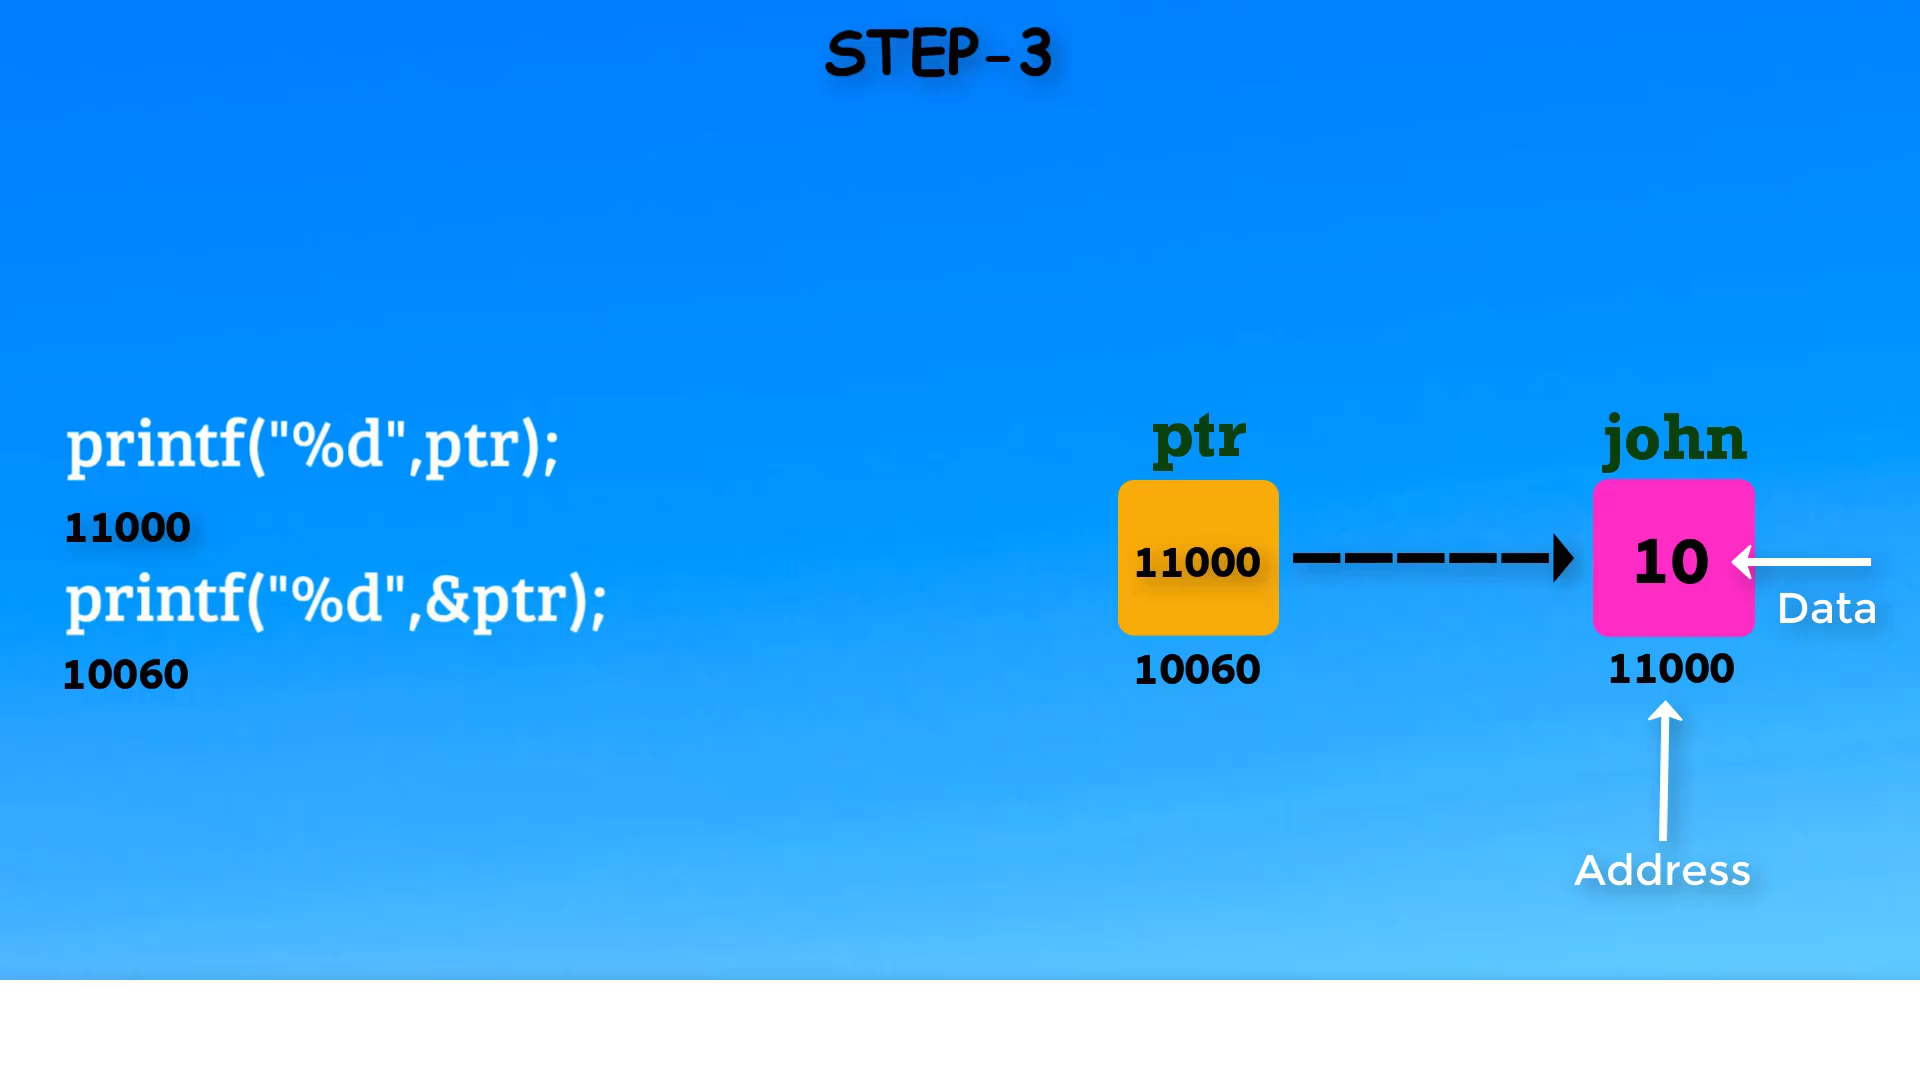 STEP-3
printf("%d",ptr);
11000
printf("%d",&ptr);
10060
ptr
11000
10060
john
10
Data
11000
Address